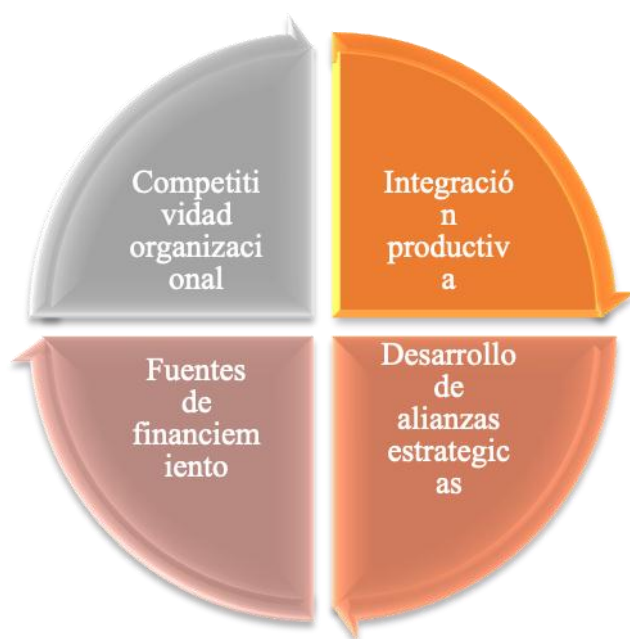 Competiti
vidad
organizaci
onal
Integració
n
productiv
a
Fuentes
de
financiem
iento
Desarrollo
de
alianzas
estrategic
as